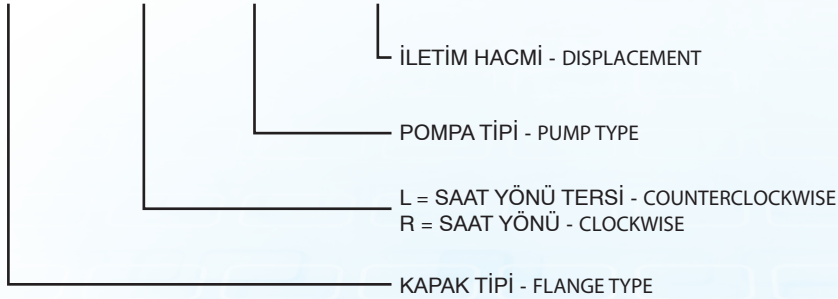 İLETİM HACMİ - DISPLACEMENT
POMPA TİPİ - PUMP TYPE
L = SAAT YÖNÜ TERSİ - COUNTERCLOCKWISE
R = SAAT YÖNÜ - CLOCKWISE
KAPAK TİPİ - FLANGE TYPE